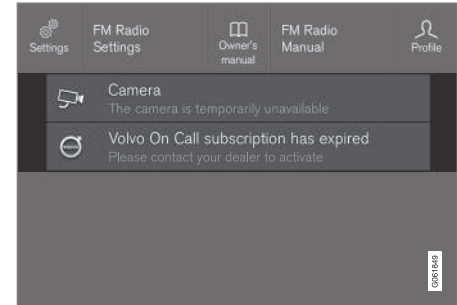 Settings
FM Radio
Settings
Owner's
manual
FM Radio
Manual
Profile
Camera
The camera is temporarily unavailable
Volvo On Call subscription has expired
Please contact your dealer to activate
G061849